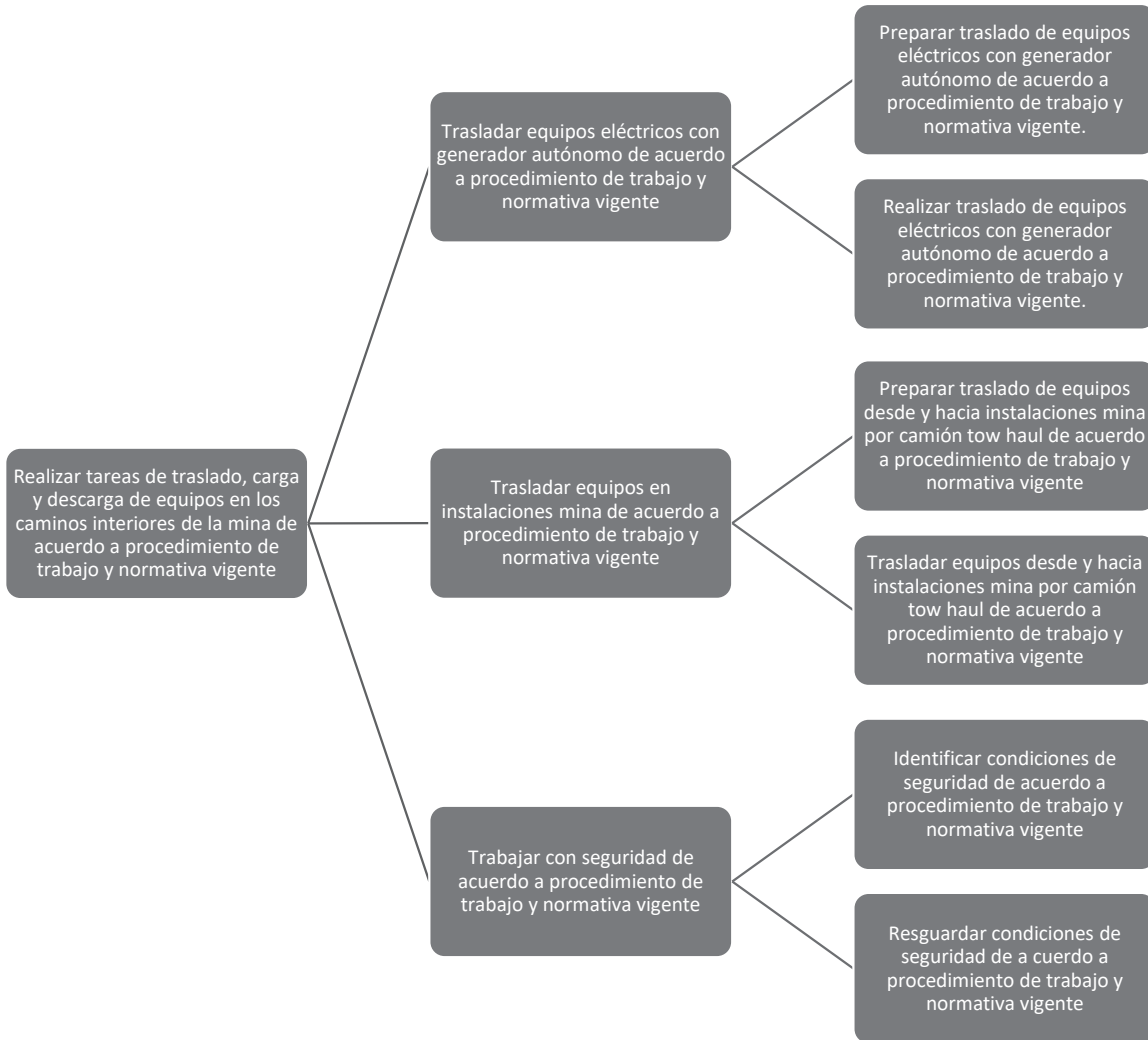 Realizar tareas de traslado, carga
y descarga de equipos en los
caminos interiores de la mina de
acuerdo a procedimiento de
trabajo y normativa vigente
Trasladar equipos eléctricos con
generador autónomo de acuerdo
a procedimiento de trabajo y
normativa vigente
Preparar traslado de equipos
eléctricos con generador
autónomo de acuerdo a
procedimiento de trabajo y
normativa vigente.
Realizar traslado de equipos
eléctricos con generador
autónomo de acuerdo a
procedimiento de trabajo y
normativa vigente.
Trasladar equipos en
instalaciones mina de acuerdo a
procedimiento de trabajo y
normativa vigente
Preparar traslado de equipos
desde y hacia instalaciones mina
por camión tow haul de acuerdo
a procedimiento de trabajo y
normativa vigente
Trasladar equipos desde y hacia
instalaciones mina por camión
tow haul de acuerdo a
procedimiento de trabajo y
normativa vigente
Trabajar con seguridad de
acuerdo a procedimiento de
trabajo y normativa vigente
Identificar condiciones de
seguridad de acuerdo a
procedimiento de trabajo y
normativa vigente
Resguardar condiciones de
seguridad de a cuerdo a
procedimiento de trabajo y
normativa vigente